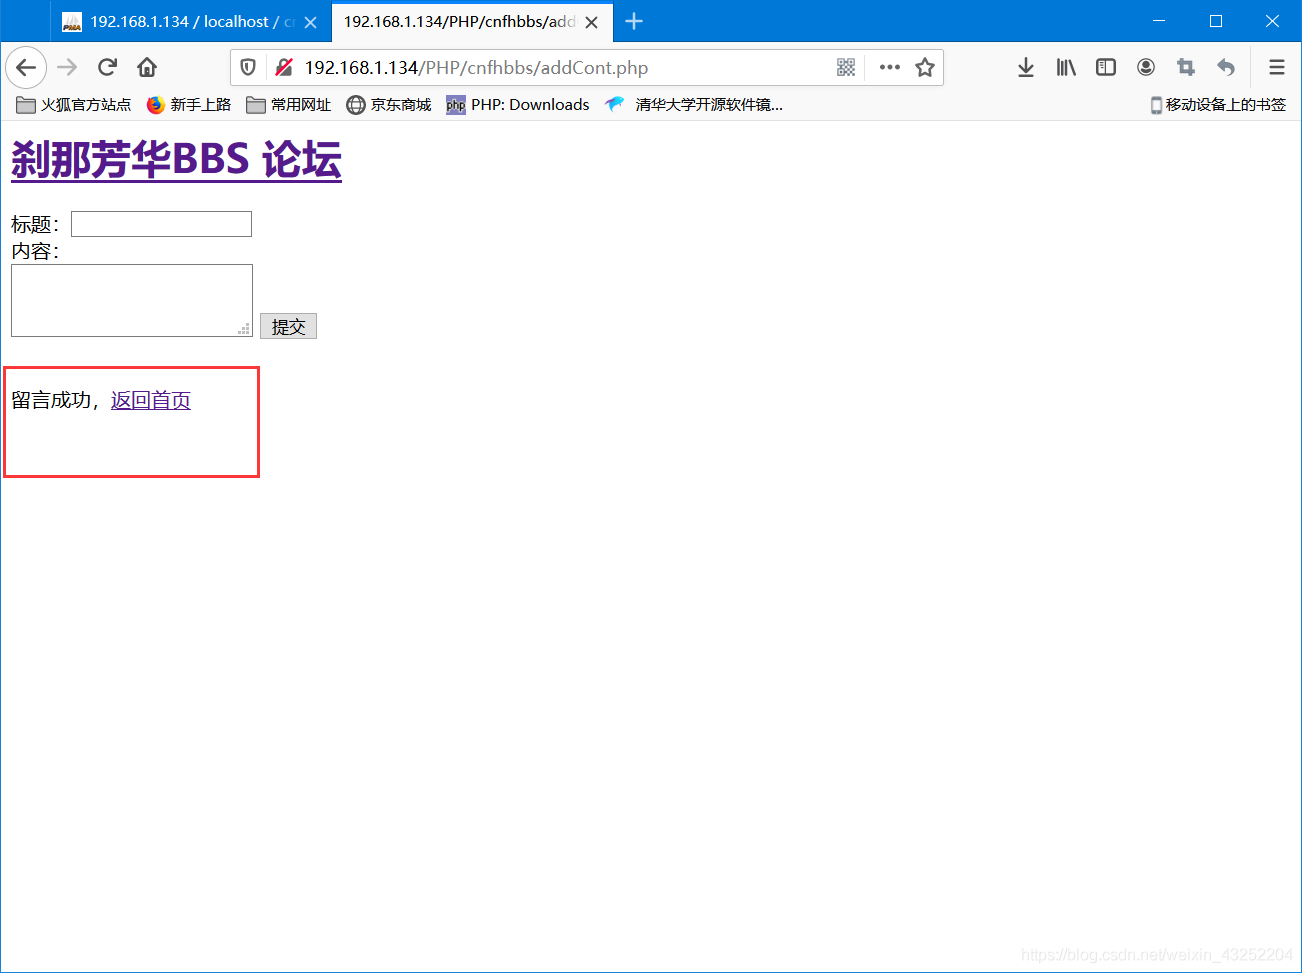 192.168.1.134 / localhost / cn
192.168.1.134/PHP/cnfhbbs/add
192.168.1.134/PHP/cnfhbbs/addCont.php
火狐官方站点 新手上路 常用网址 京东商城 php PHP: Downloads 清华大学开源软件镜... 移动设备上的书签
刹那芳华BBS 论坛
标题：
内容：
提交
留言成功，返回首页
https://blog.csdn.net/weixin_43252204